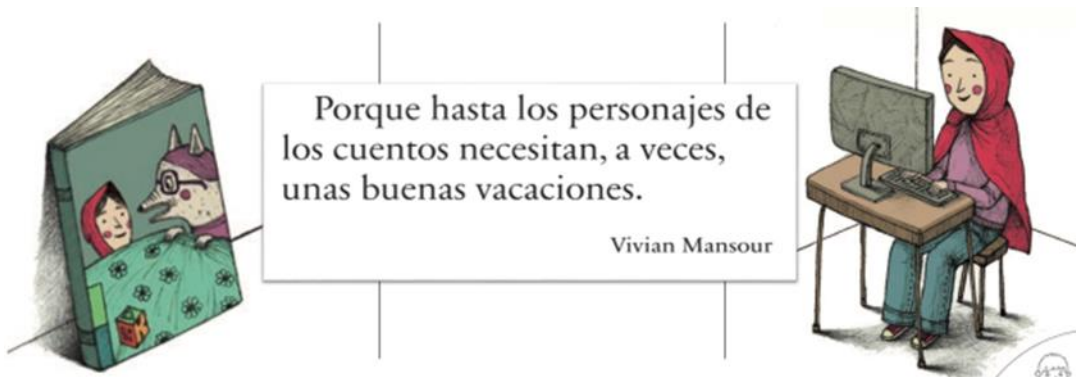 Porque hasta los personajes de
los cuentos necesitan, a veces,
unas buenas vacaciones.
Vivian Mansour